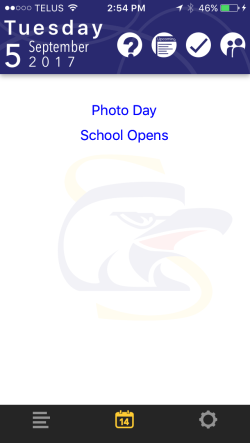 TELUS 2:54 PM 46%
Tuesday
5 September
2017
Photo Day
School Opens
14